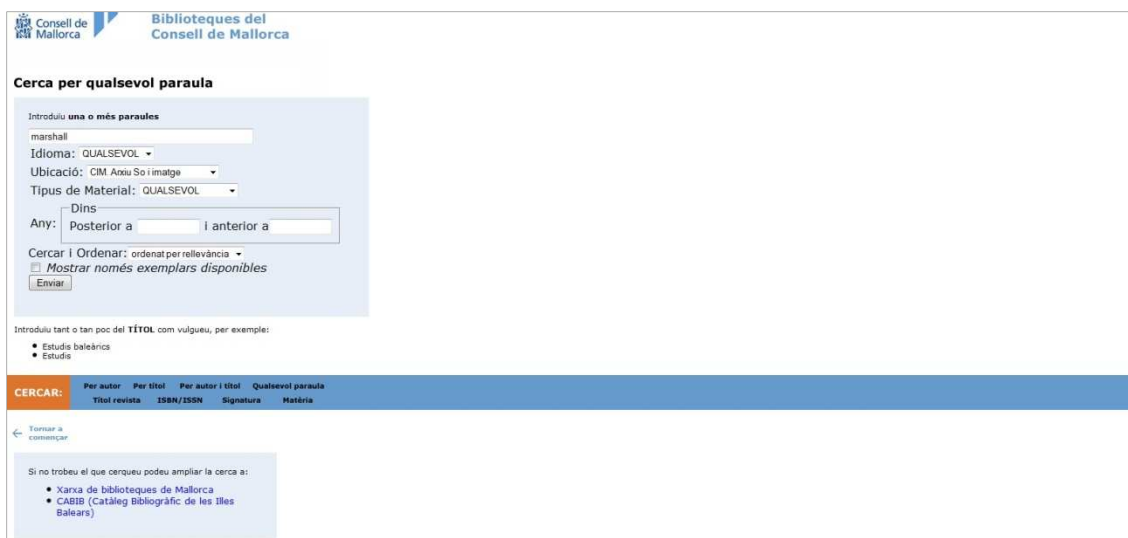 Consell de
Mallorca
Biblioteques del
Consell de Mallorca
Cerca per qualsevol paraula
Introduïu una o més paraules
marshall
Idioma: QUALSEVOL
Ubicació: CIM. Arxiu So i imatge
Tipus de Material: QUALSEVOL
Dins
Any: Posterior a i anterior a
Cercar i Ordenar: ordenat per rellevància
Mostrar només exemplars disponibles
Enviar
Introduïu tant o tan poc del TÍTOL com vulgueu, per exemple:
Estudis baleàrics
Estudis
CERCAR: Per autor Per títol Per autor i títol Qualsevol paraula
Títol revista ISBN/ISSN Signatura Matèria
Tornar a
començar
Si no trobeu el que cerqueu podeu ampliar la cerca a:
Xarxa de biblioteques de Mallorca
CABIB (Catàleg Bibliogràfic de les Illes
Balears)